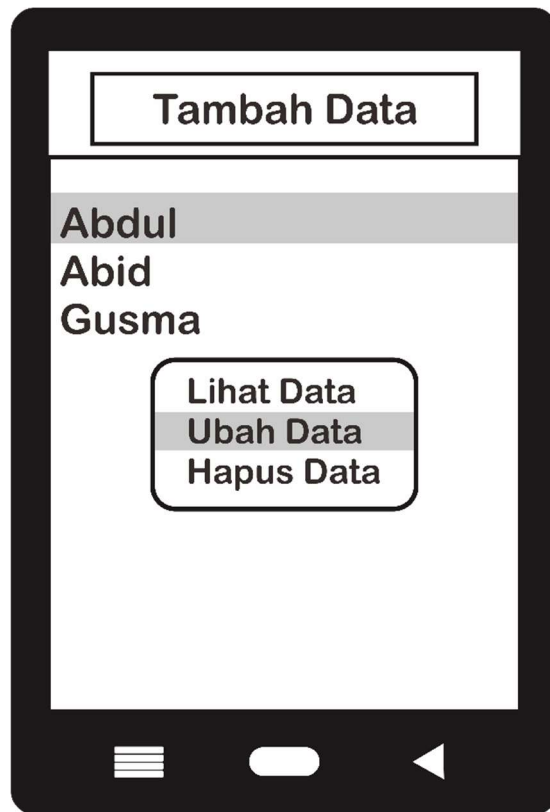 Tambah Data
Abdul
Abid
Gusma
Lihat Data
Ubah Data
Hapus Data